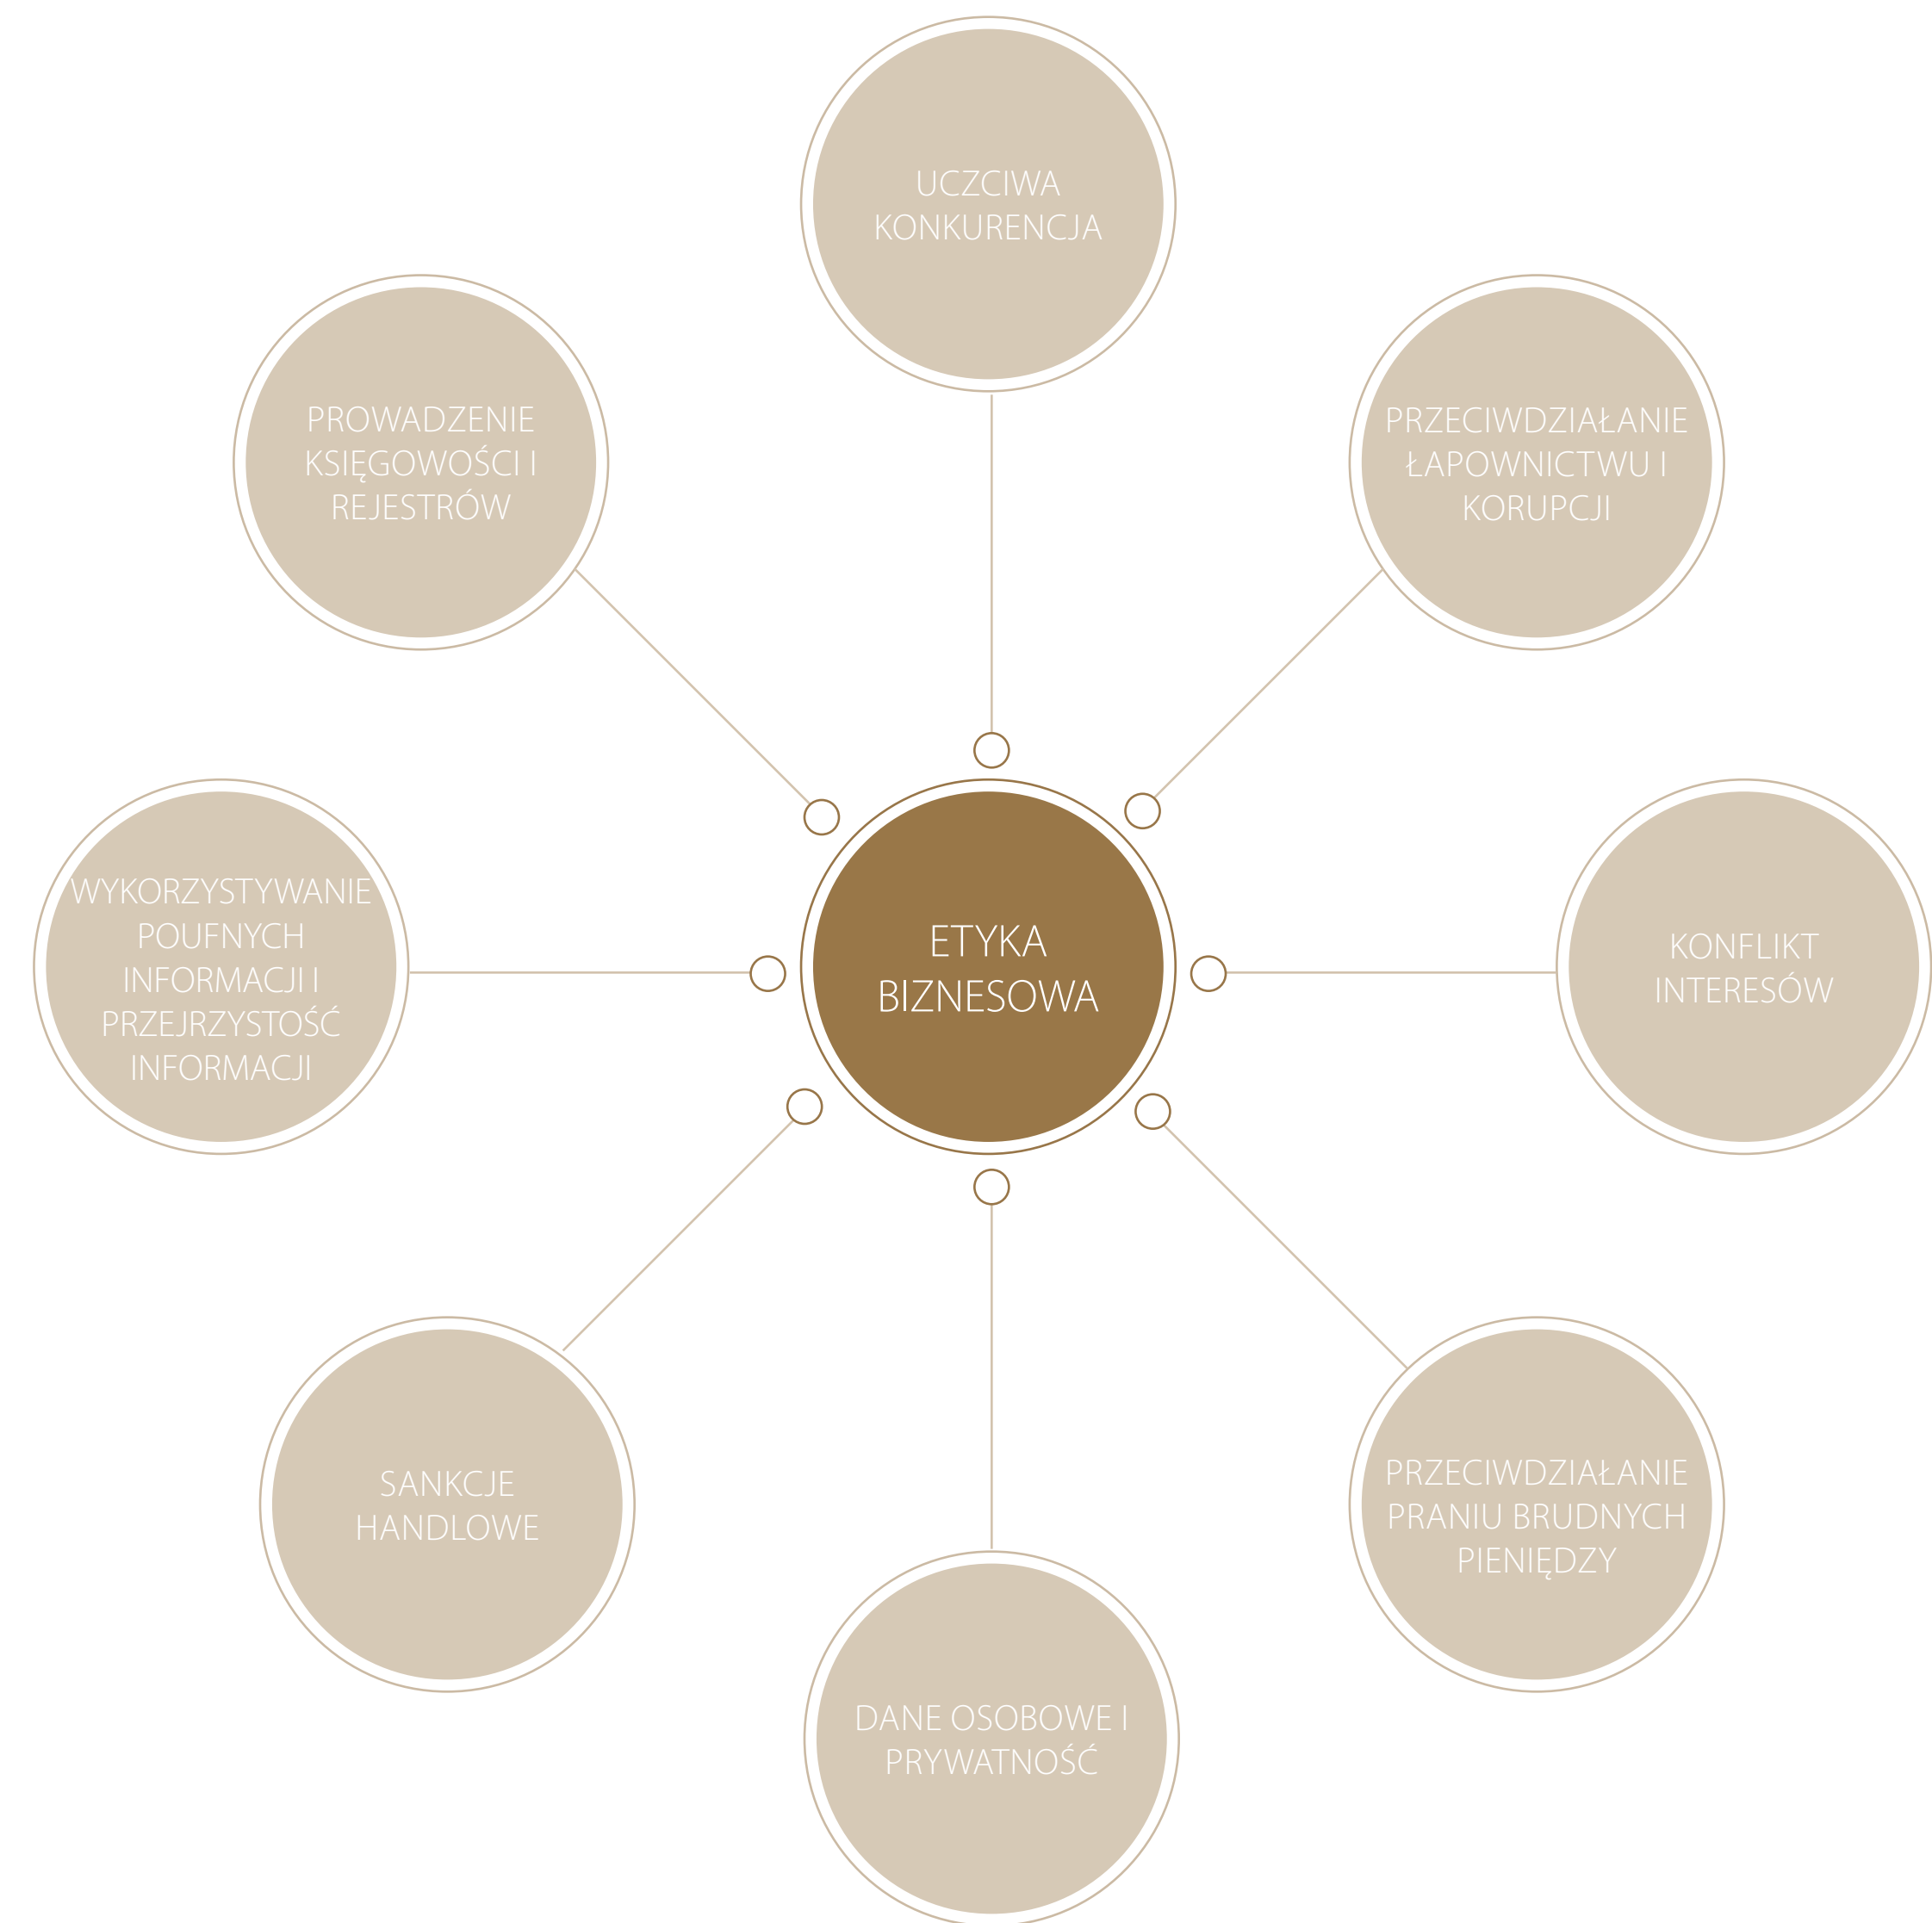 UCZCIWA
KONKURENCJA
PROWADZENIE
KSIĘGOWOŚCI I
REJESTRÓW
PRZECIWDZIAŁANIE
ŁAPOWNICTWU I
KORUPCJI
WYKORZYSTYWANIE
POUFNYCH
INFORMACJI I
PRZEJRZYSTOŚĆ
INFORMACJI
ETYKA
BIZNESOWA
KONFLIKT
INTERESÓW
SANKCJE
HANDLOWE
PRZECIWDZIAŁANIE
PRANIU BRUDNYCH
PIENIĘDZY
DANE OSOBOWE I
PRYWATNOŚĆ